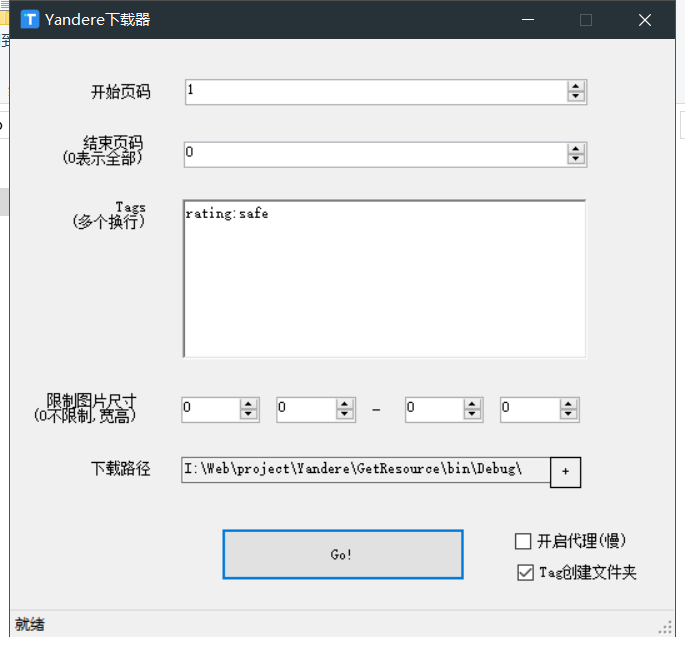 Yandere下载器
开始页码
1
结束页码
(0表示全部)
0
Tags
(多个换行)
rating:safe
限制图片尺寸
(0不限制,宽高)
0 0 - 0 0
下载路径
I:\Web\project\Yandere\GetResource\bin\Debug\
+
Go!
开启代理(慢)
Tag创建文件夹
就绪